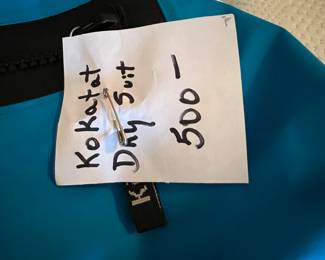 Kokatat
Dry Suit
500—